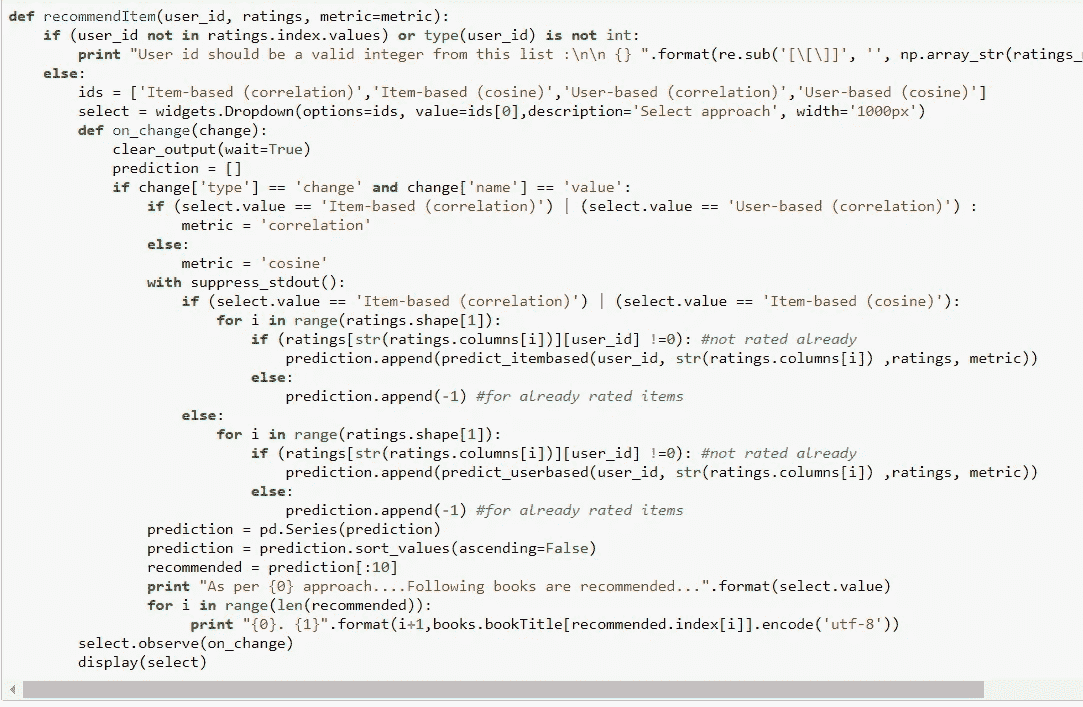 def recommendItem(user_id, ratings, metric=metric):
    if (user_id not in ratings.index.values) or type(user_id) is not int:
        print "User id should be a valid integer from this list :\n\n {} ".format(re.sub('[\[\]]', '', np.array_str(ratings_
    else:
        ids = ['Item-based (correlation)','Item-based (cosine)','User-based (correlation)','User-based (cosine)']
        select = widgets.Dropdown(options=ids, value=ids[0],description='Select approach', width='1000px')
        def on_change(change):
            clear_output(wait=True)
            prediction = []
            if change['type'] == 'change' and change['name'] == 'value':
                if (select.value == 'Item-based (correlation)') | (select.value == 'User-based (correlation)') :
                    metric = 'correlation'
                else:
                    metric = 'cosine'
                with suppress_stdout():
                    if (select.value == 'Item-based (correlation)') | (select.value == 'Item-based (cosine)'):
                        for i in range(ratings.shape[1]):
                            if (ratings[str(ratings.columns[i])][user_id] !=0): #not rated already
                                prediction.append(predict_itembased(user_id, str(ratings.columns[i]) ,ratings, metric))
                            else:
                                prediction.append(-1) #for already rated items
                    else:
                        for i in range(ratings.shape[1]):
                            if (ratings[str(ratings.columns[i])][user_id] !=0): #not rated already
                                prediction.append(predict_userbased(user_id, str(ratings.columns[i]) ,ratings, metric))
                            else:
                                prediction.append(-1) #for already rated items
                prediction = pd.Series(prediction)
                prediction = prediction.sort_values(ascending=False)
                recommended = prediction[:10]
                print "As per {0} approach....Following books are recommended...".format(select.value)
                for i in range(len(recommended)):
                     print "{0}. {1}".format(i+1,books.bookTitle[recommended.index[i]].encode('utf-8'))
        select.observe(on_change)
        display(select)